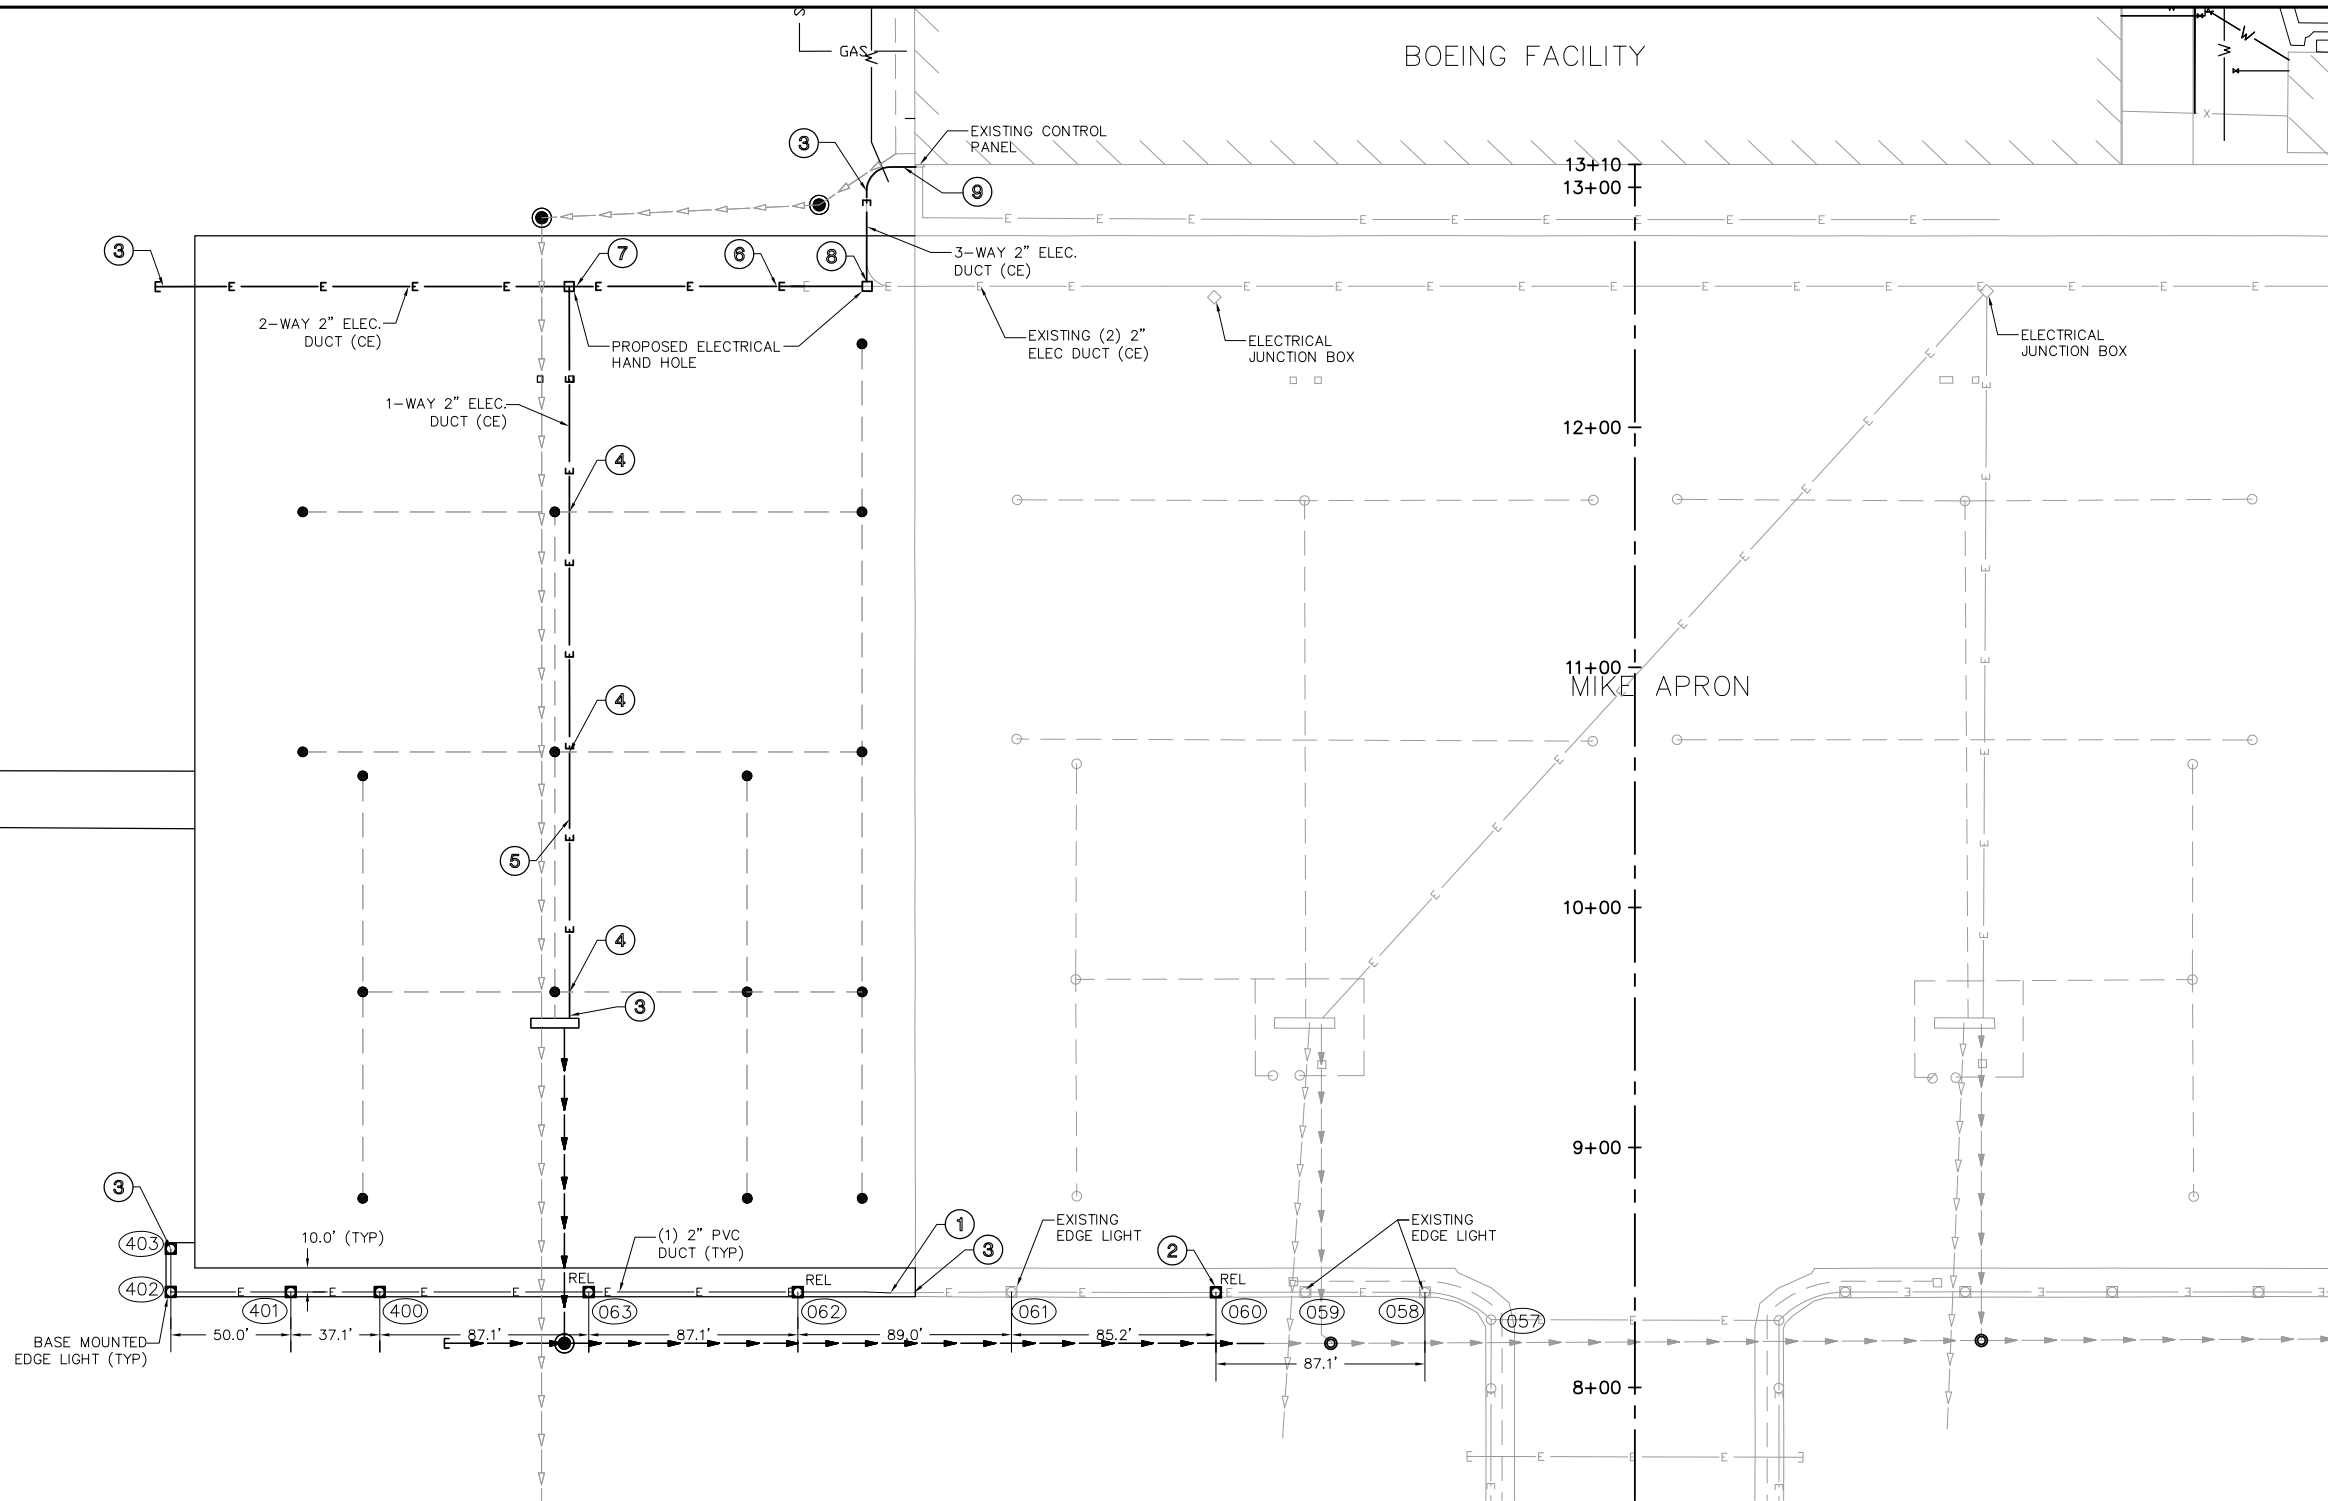 S
GAS
W
BOEING FACILITY
W
W
W
X
EXISTING CONTROL
PANEL
3
9
13+10
13+00
3
7
6
8
3-WAY 2" ELEC.
DUCT (CE)
2-WAY 2" ELEC.
DUCT (CE)
PROPOSED ELECTRICAL
HAND HOLE
EXISTING (2) 2"
ELEC DUCT (CE)
ELECTRICAL
JUNCTION BOX
ELECTRICAL
JUNCTION BOX
1-WAY 2" ELEC.
DUCT (CE)
12+00
4
4
11+00
MIKE APRON
5
10+00
4
3
9+00
3
403
10.0' (TYP)
(1) 2" PVC
DUCT (TYP)
1
3
EXISTING
EDGE LIGHT
2
EXISTING
EDGE LIGHT
REL
REL
REL
402
401
400
063
062
061
060
059
058
057
50.0'
37.1'
87.1'
87.1'
89.0'
85.2'
87.1'
BASE MOUNTED
EDGE LIGHT (TYP)
8+00
E